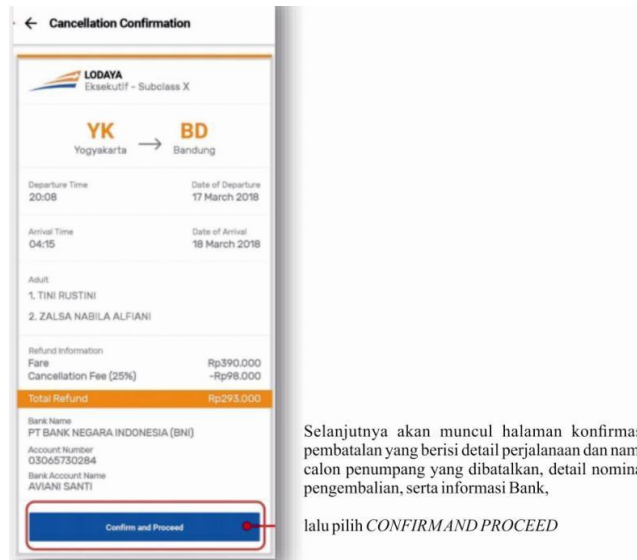 Cancellation Confirmation
LODAYA
Eksekutif - Subclass X
YK → BD
Yogyakarta Bandung
Departure Time Date of Departure
20:08 17 March 2018
Arrival Time Date of Arrival
04:15 18 March 2018
Adult
1. TINI RUSTINI
2. ZALSA NABILA ALFIANI
Refund Information
Fare Rp390.000
Cancellation Fee (25%) -Rp98.000
Total Refund Rp293.000
Bank Name
PT BANK NEGARA INDONESIA (BNI)
Account Number
03065730284
Bank Account Name
AVIANI SANTI
Confirm and Proceed
Selanjutnya akan muncul halaman konfirmas
pembatalan yang berisi detail perjalanaan dan nam
calon penumpang yang dibatalkan, detail nomina
pengembalian, serta informasi Bank,
lalu pilih CONFIRM AND PROCEED